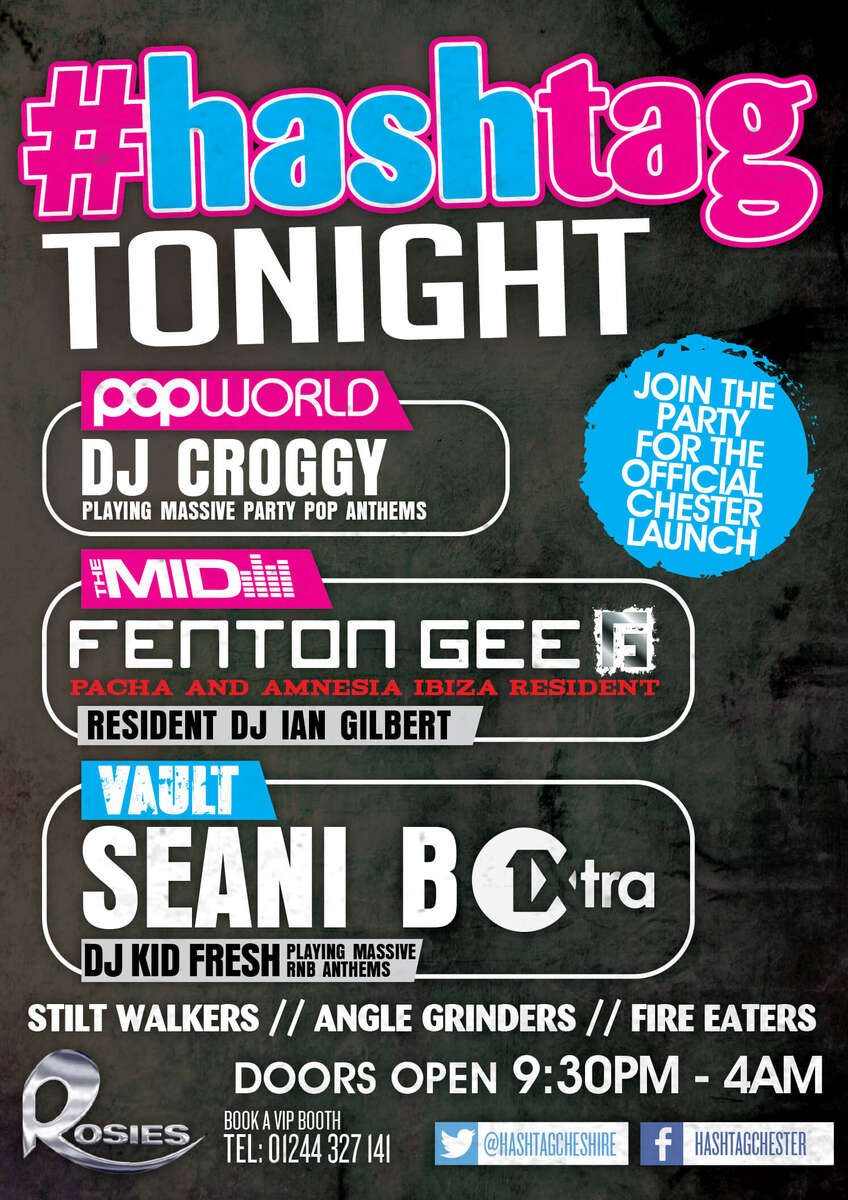 #hashtag
TONIGHT
popWORLD
DJ CROGGY
PLAYING MASSIVE PARTY POP ANTHEMS
JOIN THE
PARTY
FOR THE
OFFICIAL
CHESTER
LAUNCH
THE MID
FENTON GEE F
PACHA AND AMNESIA IBIZA RESIDENT
RESIDENT DJ IAN GILBERT
VAULT
SEANI B 1Xtra
DJ KID FRESH PLAYING MASSIVE
RNB ANTHEMS
STILT WALKERS // ANGLE GRINDERS // FIRE EATERS
DOORS OPEN 9:30PM - 4AM
ROSIES
BOOK A VIP BOOTH
TEL: 01244 327 141
@HASHTAGCHESHIRE
f HASHTAGCHESTER